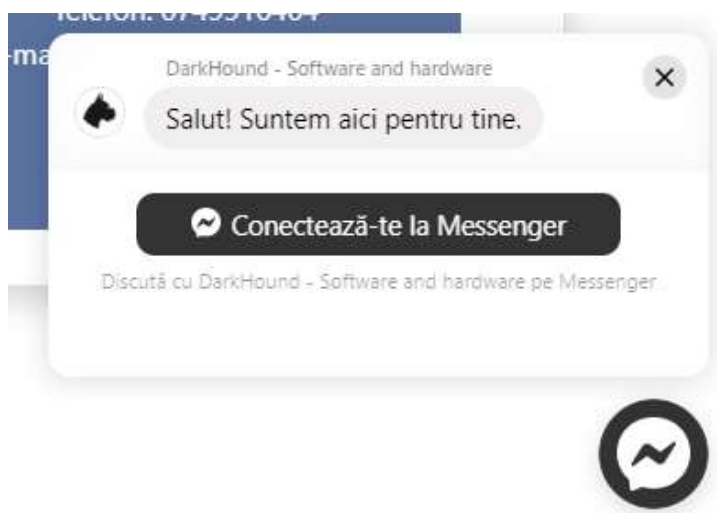 -ma
DarkHound - Software and hardware
Salut! Suntem aici pentru tine.
Conectează-te la Messenger
Discută cu DarkHound - Software and hardware pe Messenger